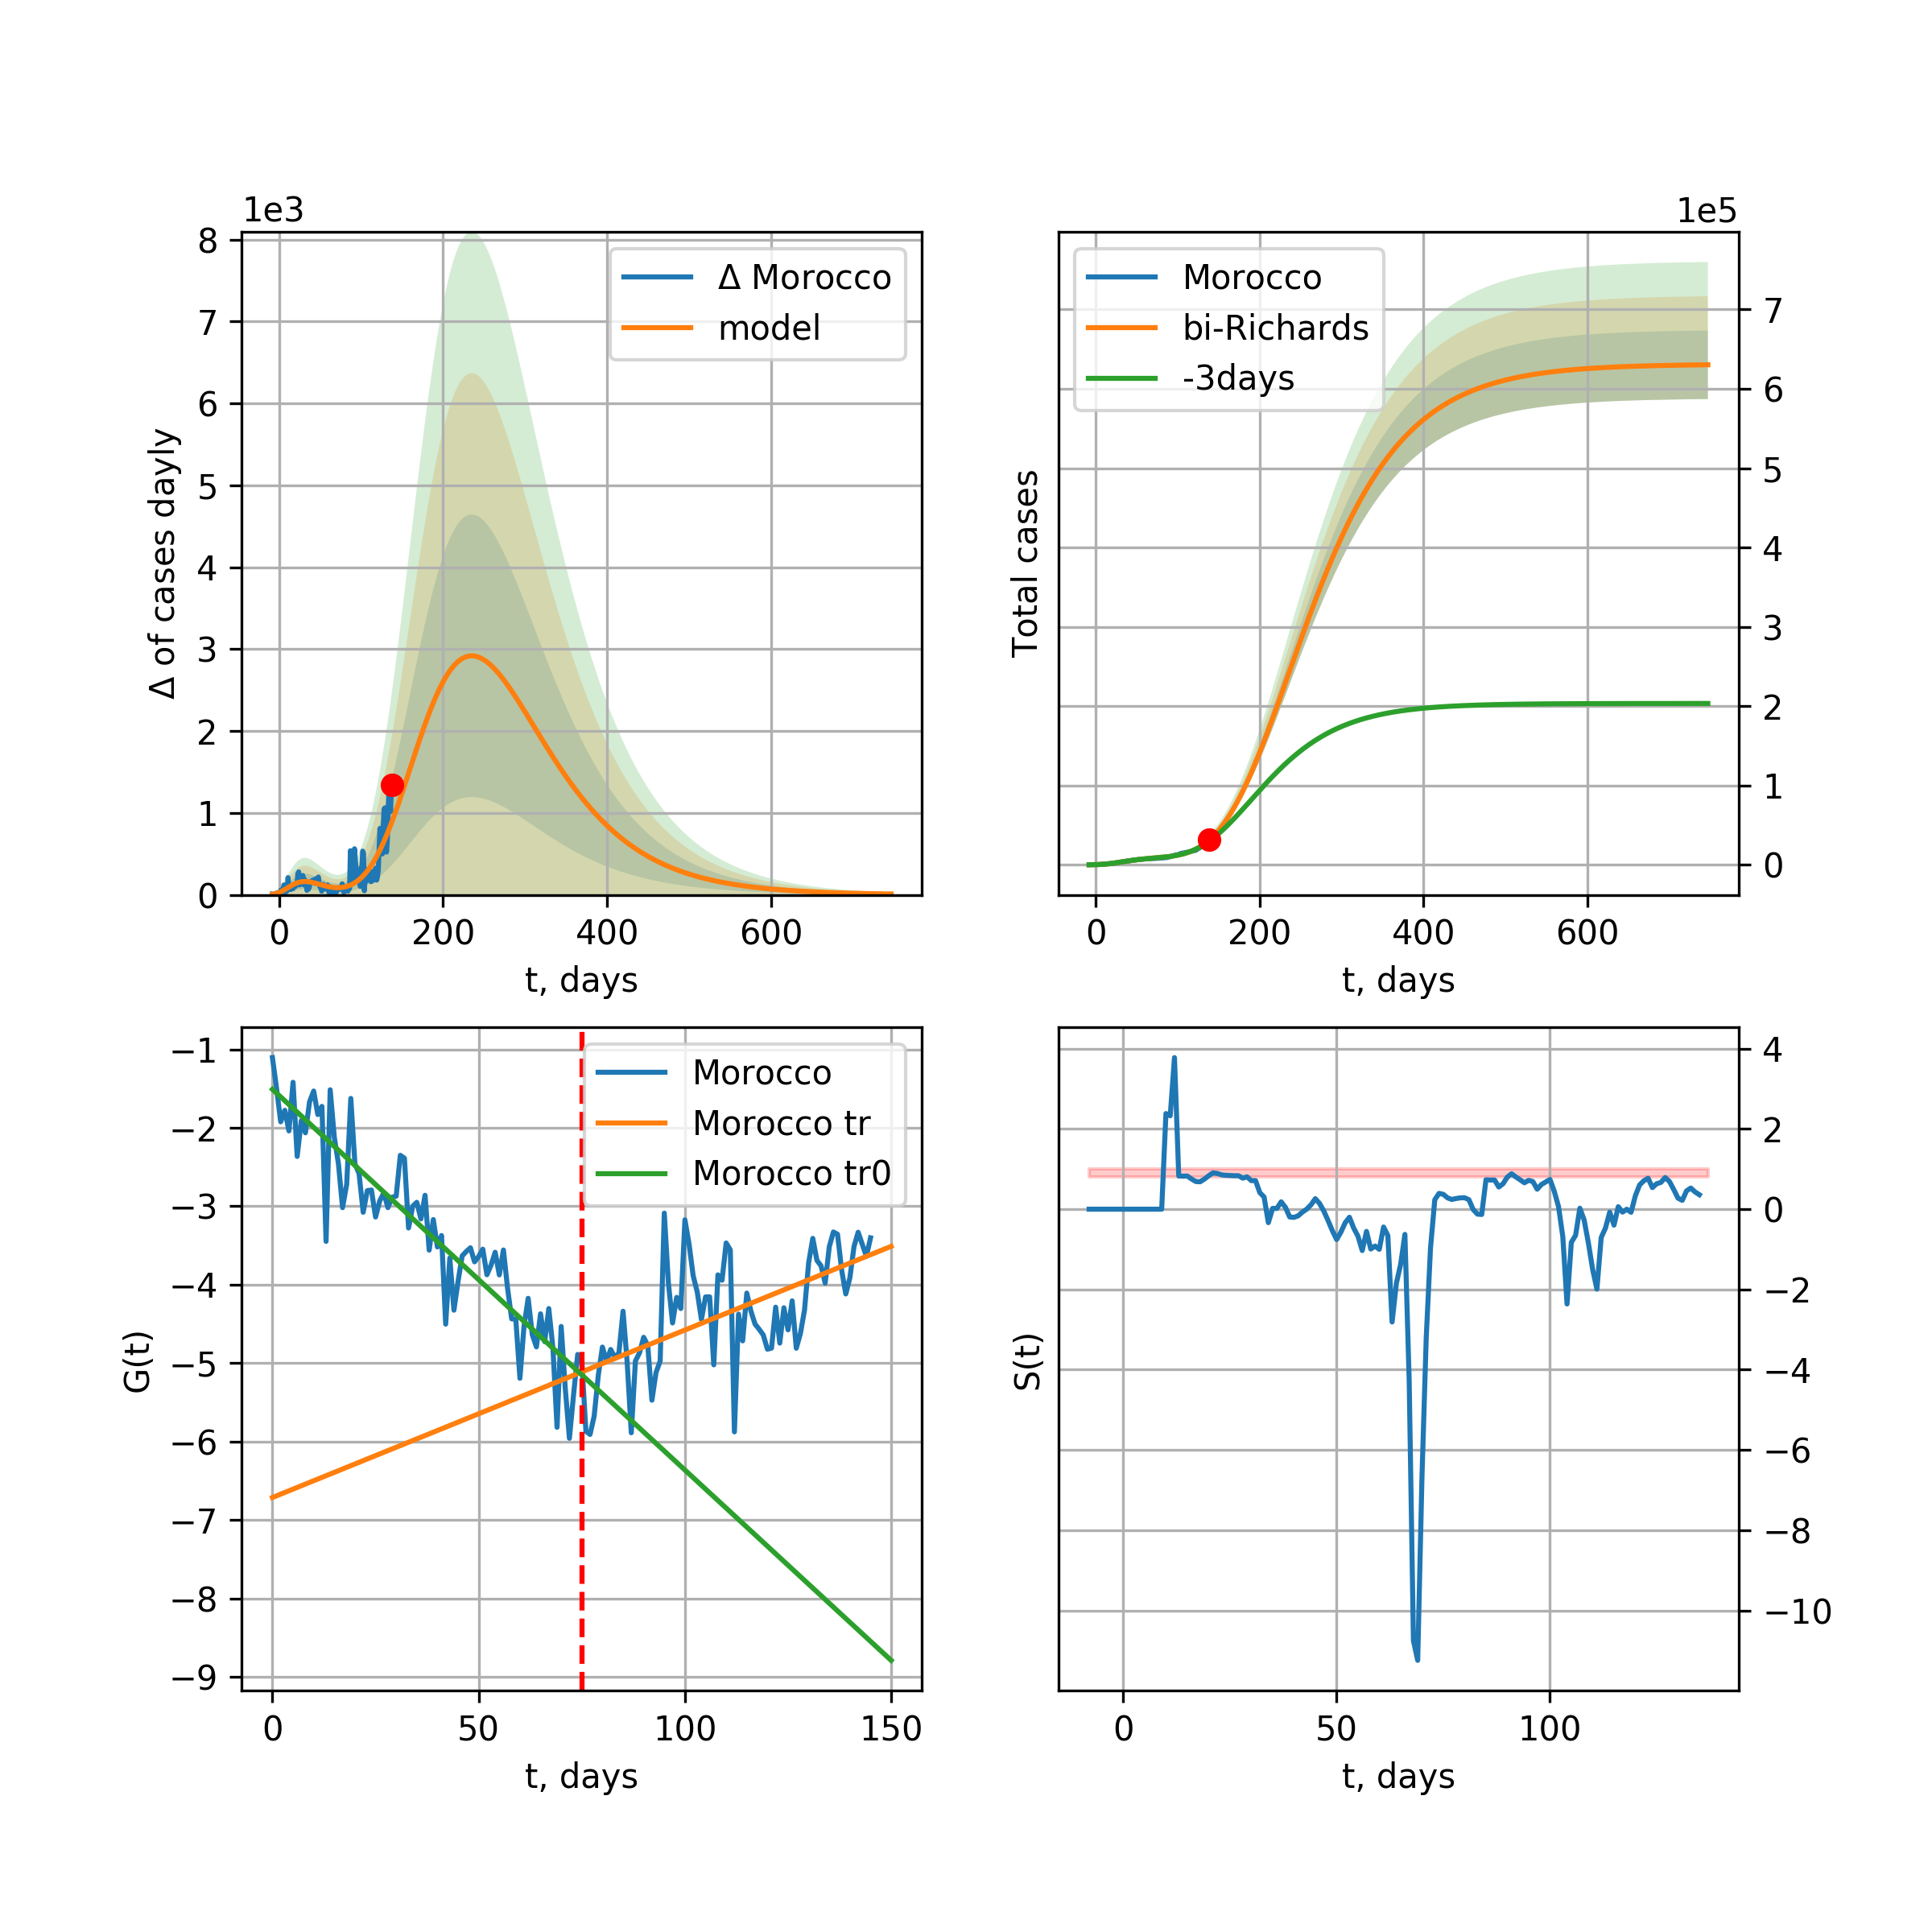 1e3
8
7
6
5
4
3
2
1
0
Δ of cases dayly
Δ Morocco
model
0 200 400 600
t, days
1e5
Morocco
bi-Richards
-3days
Total cases
7
6
5
4
3
2
1
0
0 200 400 600
t, days
−1
−2
−3
−4
−5
−6
−7
−8
−9
G(t)
Morocco
Morocco tr
Morocco tr0
0 50 100 150
t, days
S(t)
4
2
0
−2
−4
−6
−8
−10
0 50 100
t, days